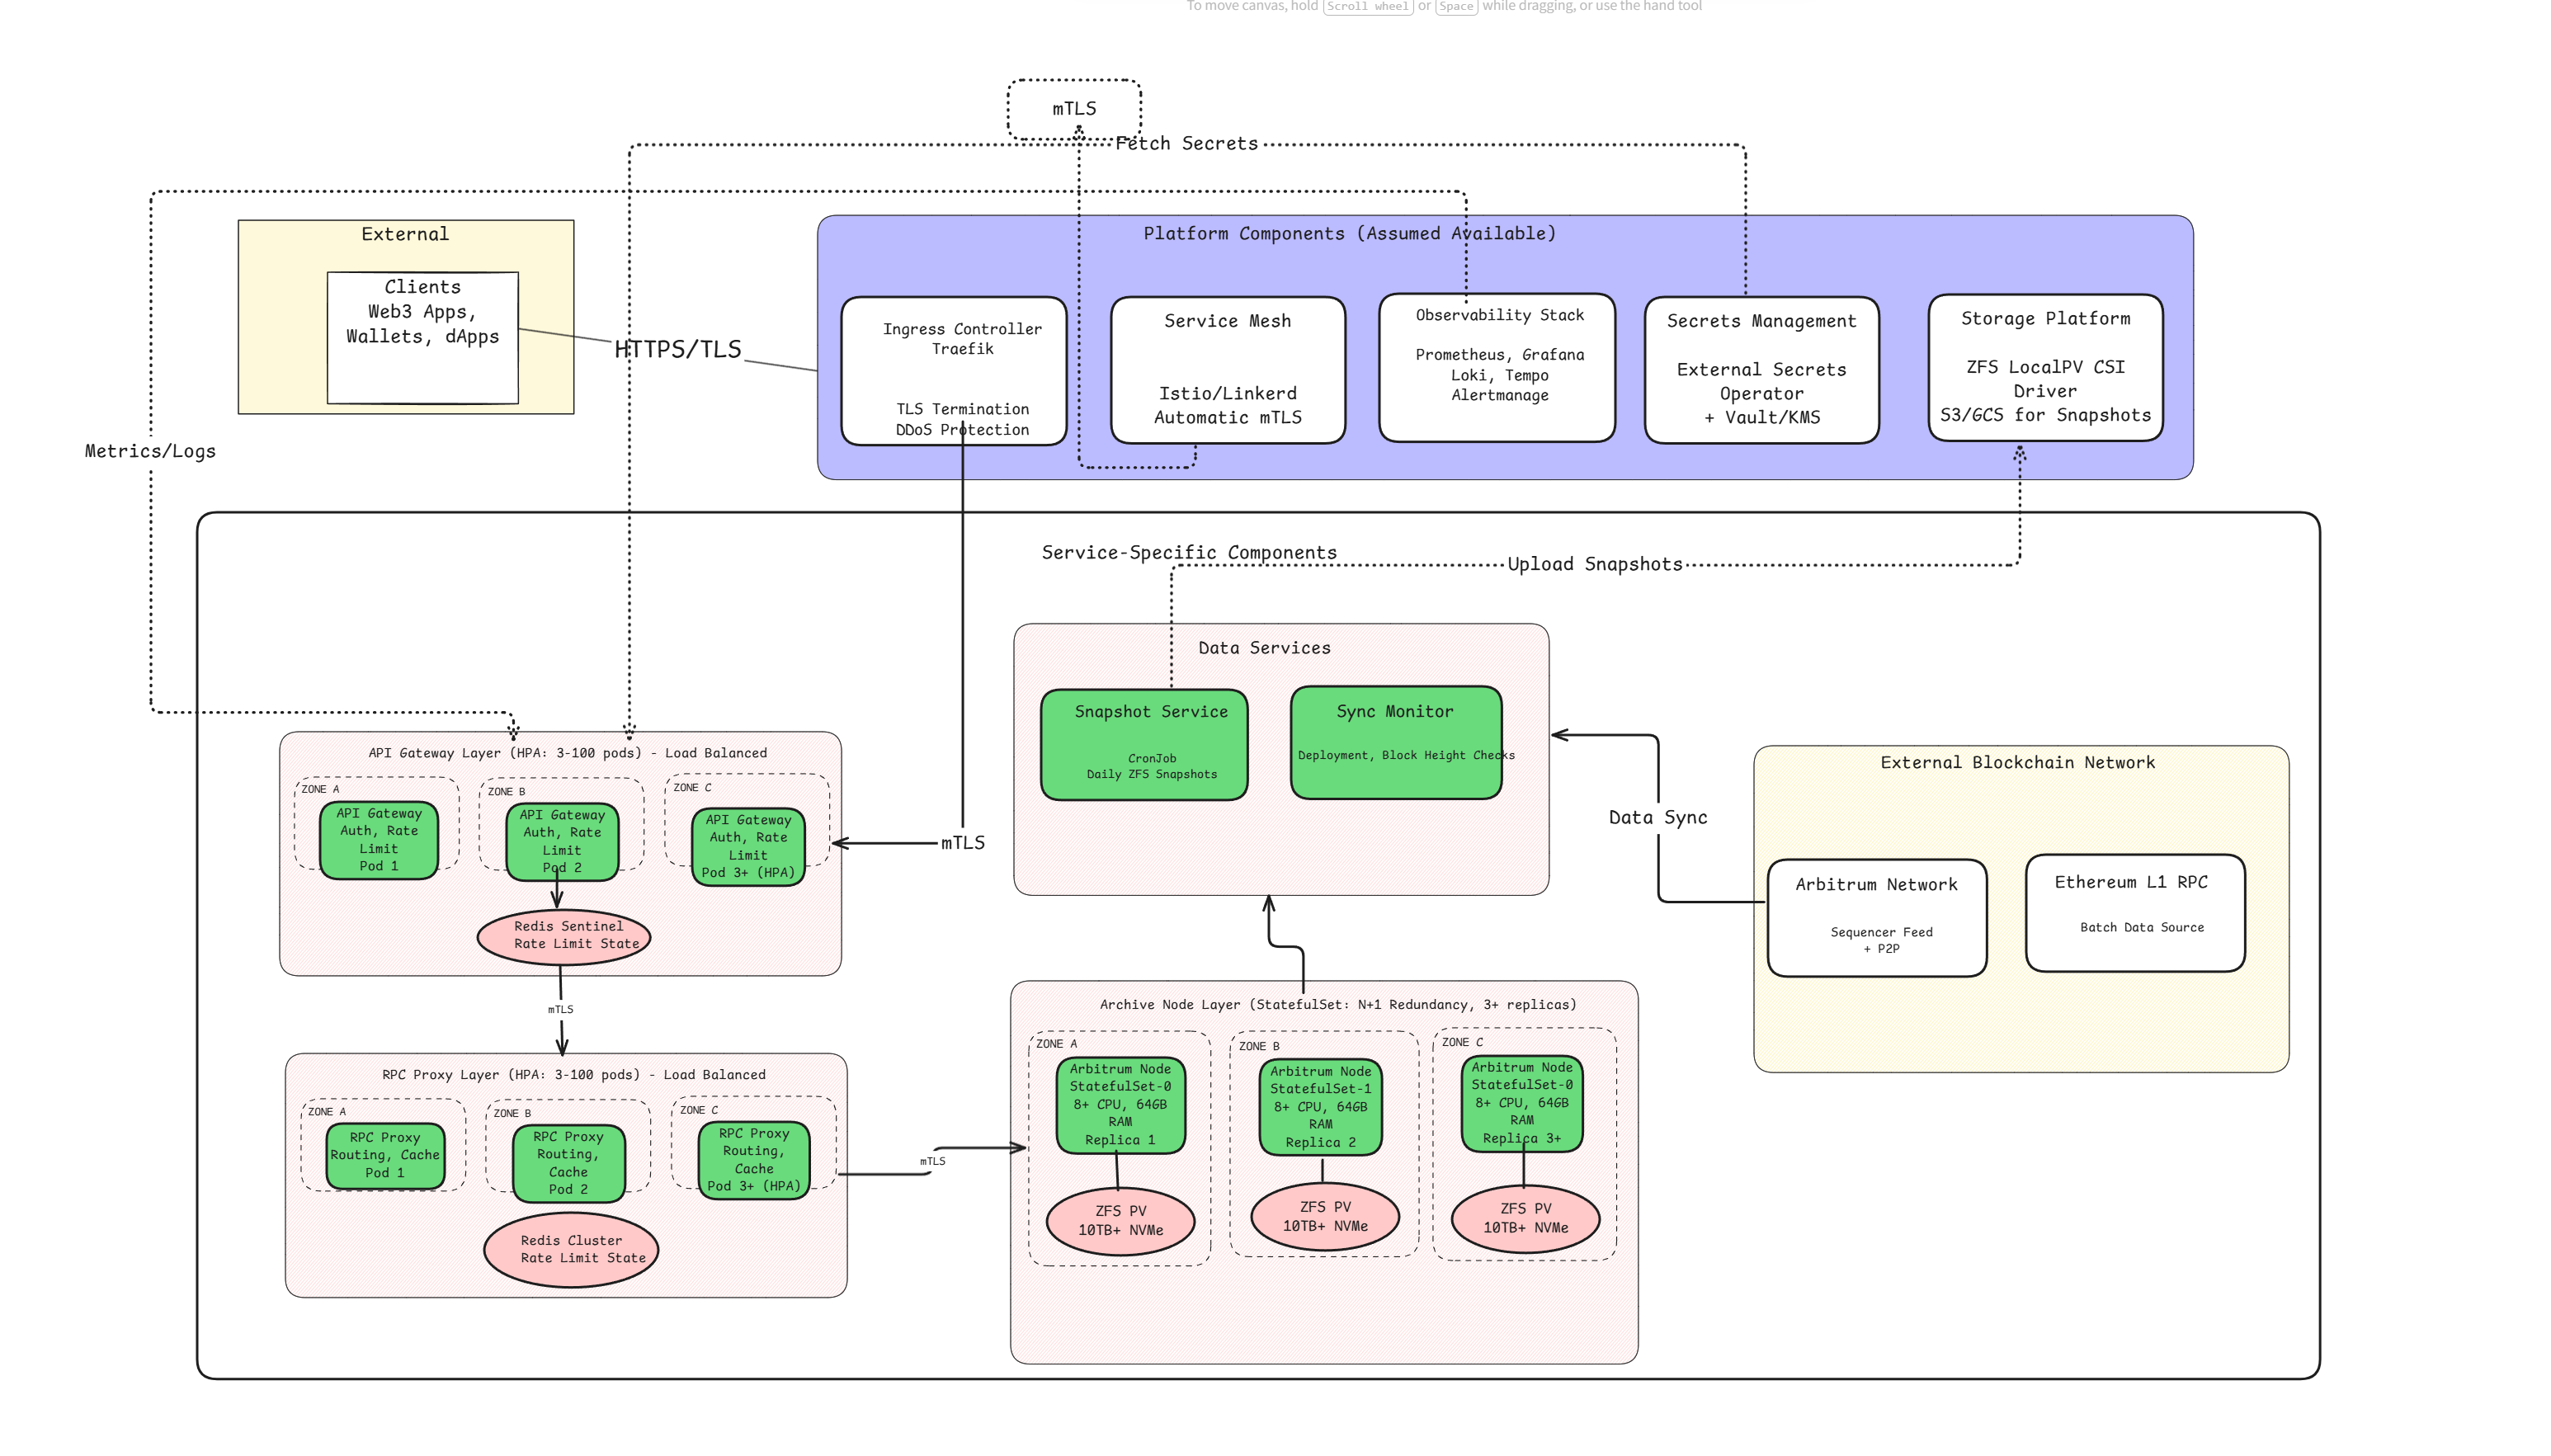 To move canvas, hold Scroll wheel or Space while dragging, or use the hand tool
mTLS
Fetch Secrets
External
Clients
Web3 Apps,
Wallets, dApps
HTTPS/TLS
Metrics/Logs
Platform Components (Assumed Available)
Ingress Controller
Traefik
TLS Termination
DDoS Protection
Service Mesh
Istio/Linkerd
Automatic mTLS
Observability Stack
Prometheus, Grafana
Loki, Tempo
Alertmanage
Secrets Management
External Secrets
Operator
+ Vault/KMS
Storage Platform
ZFS LocalPV CSI
Driver
S3/GCS for Snapshots
Service-Specific Components
Upload Snapshots
Data Services
Snapshot Service
CronJob
Daily ZFS Snapshots
Sync Monitor
Deployment, Block Height Checks
API Gateway Layer (HPA: 3-100 pods) - Load Balanced
ZONE A
API Gateway
Auth, Rate
Limit
Pod 1
ZONE B
API Gateway
Auth, Rate
Limit
Pod 2
ZONE C
API Gateway
Auth, Rate
Limit
Pod 3+ (HPA)
mTLS
Redis Sentinel
Rate Limit State
mTLS
Data Sync
External Blockchain Network
Arbitrum Network
Sequencer Feed
+ P2P
Ethereum L1 RPC
Batch Data Source
RPC Proxy Layer (HPA: 3-100 pods) - Load Balanced
ZONE A
RPC Proxy
Routing, Cache
Pod 1
ZONE B
RPC Proxy
Routing,
Cache
Pod 2
ZONE C
RPC Proxy
Routing,
Cache
Pod 3+ (HPA)
Redis Cluster
Rate Limit State
mTLS
Archive Node Layer (StatefulSet: N+1 Redundancy, 3+ replicas)
ZONE A
Arbitrum Node
StatefulSet-0
8+ CPU, 64GB
RAM
Replica 1
ZFS PV
10TB+ NVMe
ZONE B
Arbitrum Node
StatefulSet-1
8+ CPU, 64GB
RAM
Replica 2
ZFS PV
10TB+ NVMe
ZONE C
Arbitrum Node
StatefulSet-0
8+ CPU, 64GB
RAM
Replica 3+
ZFS PV
10TB+ NVMe